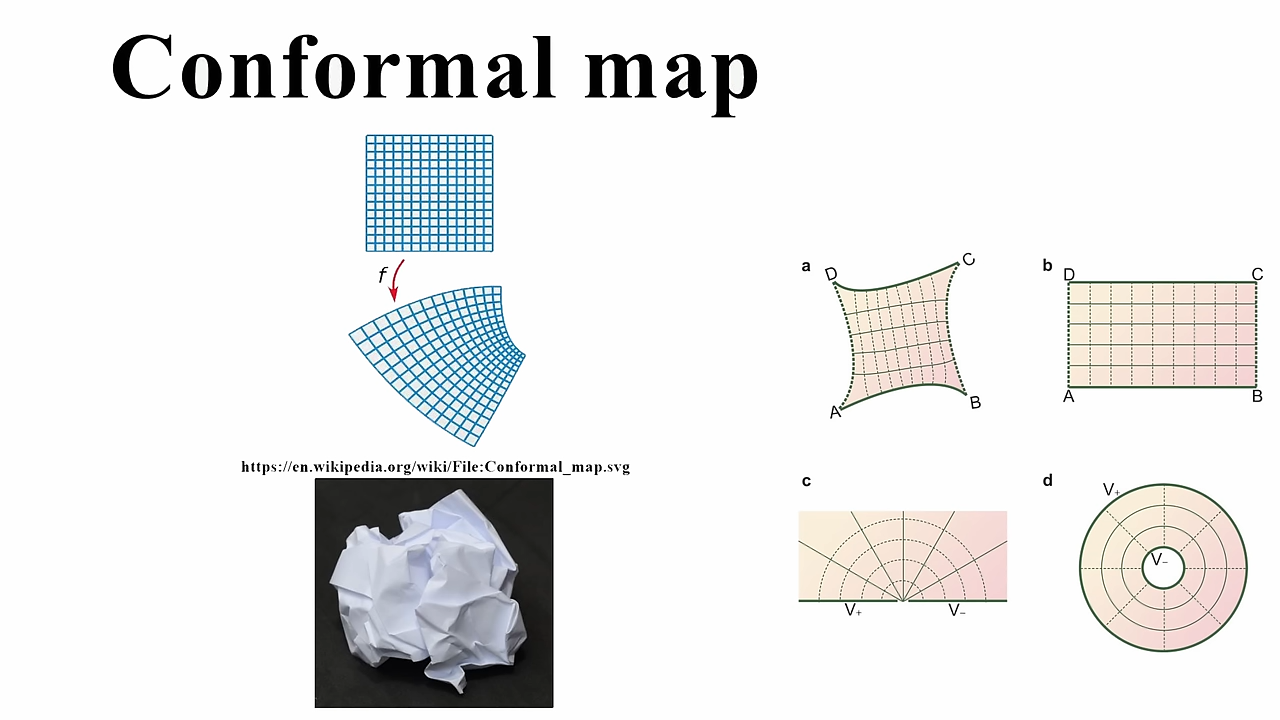 Conformal map
f
https://en.wikipedia.org/wiki/File:Conformal_map.svg
a
D
C
A
B
b
D
C
A
B
c
V+
V−
d
V+
V−